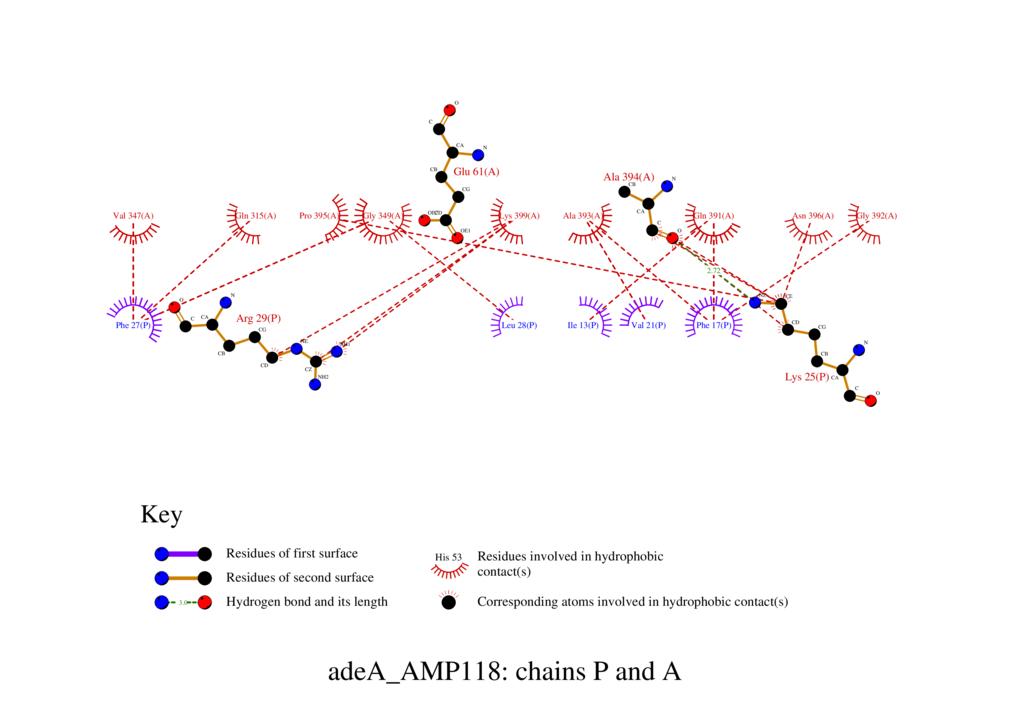 O
C
CA
N
CB
Glu 61(A)
CG
OE1
Ala 394(A)
CB
N
CA
C
O
Val 347(A)
Gln 315(A)
Pro 395(A)
Gly 349(A)
Lys 399(A)
Ala 393(A)
Gln 391(A)
Asn 396(A)
Gly 392(A)
2.72
CE
O
N
C
CA
Arg 29(P)
Phe 27(P)
CB
CG
CD
CZ
NH2
Leu 28(P)
Ile 13(P)
Val 21(P)
Phe 17(P)
CD
CG
N
CB
Lys 25(P)
CA
C
O
Key
Residues of first surface
Residues of second surface
3.0
Hydrogen bond and its length
His 53
Residues involved in hydrophobic
contact(s)
Corresponding atoms involved in hydrophobic contact(s)
adeA_AMP118: chains P and A